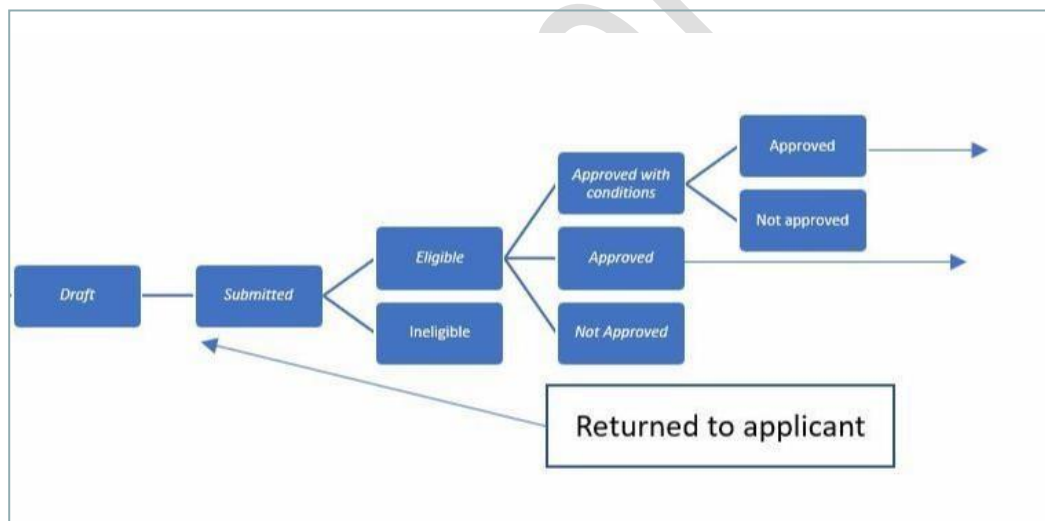 Draft
Submitted
Eligible
Ineligible
Approved with
conditions
Approved
Not Approved
Approved
Not approved
Returned to applicant